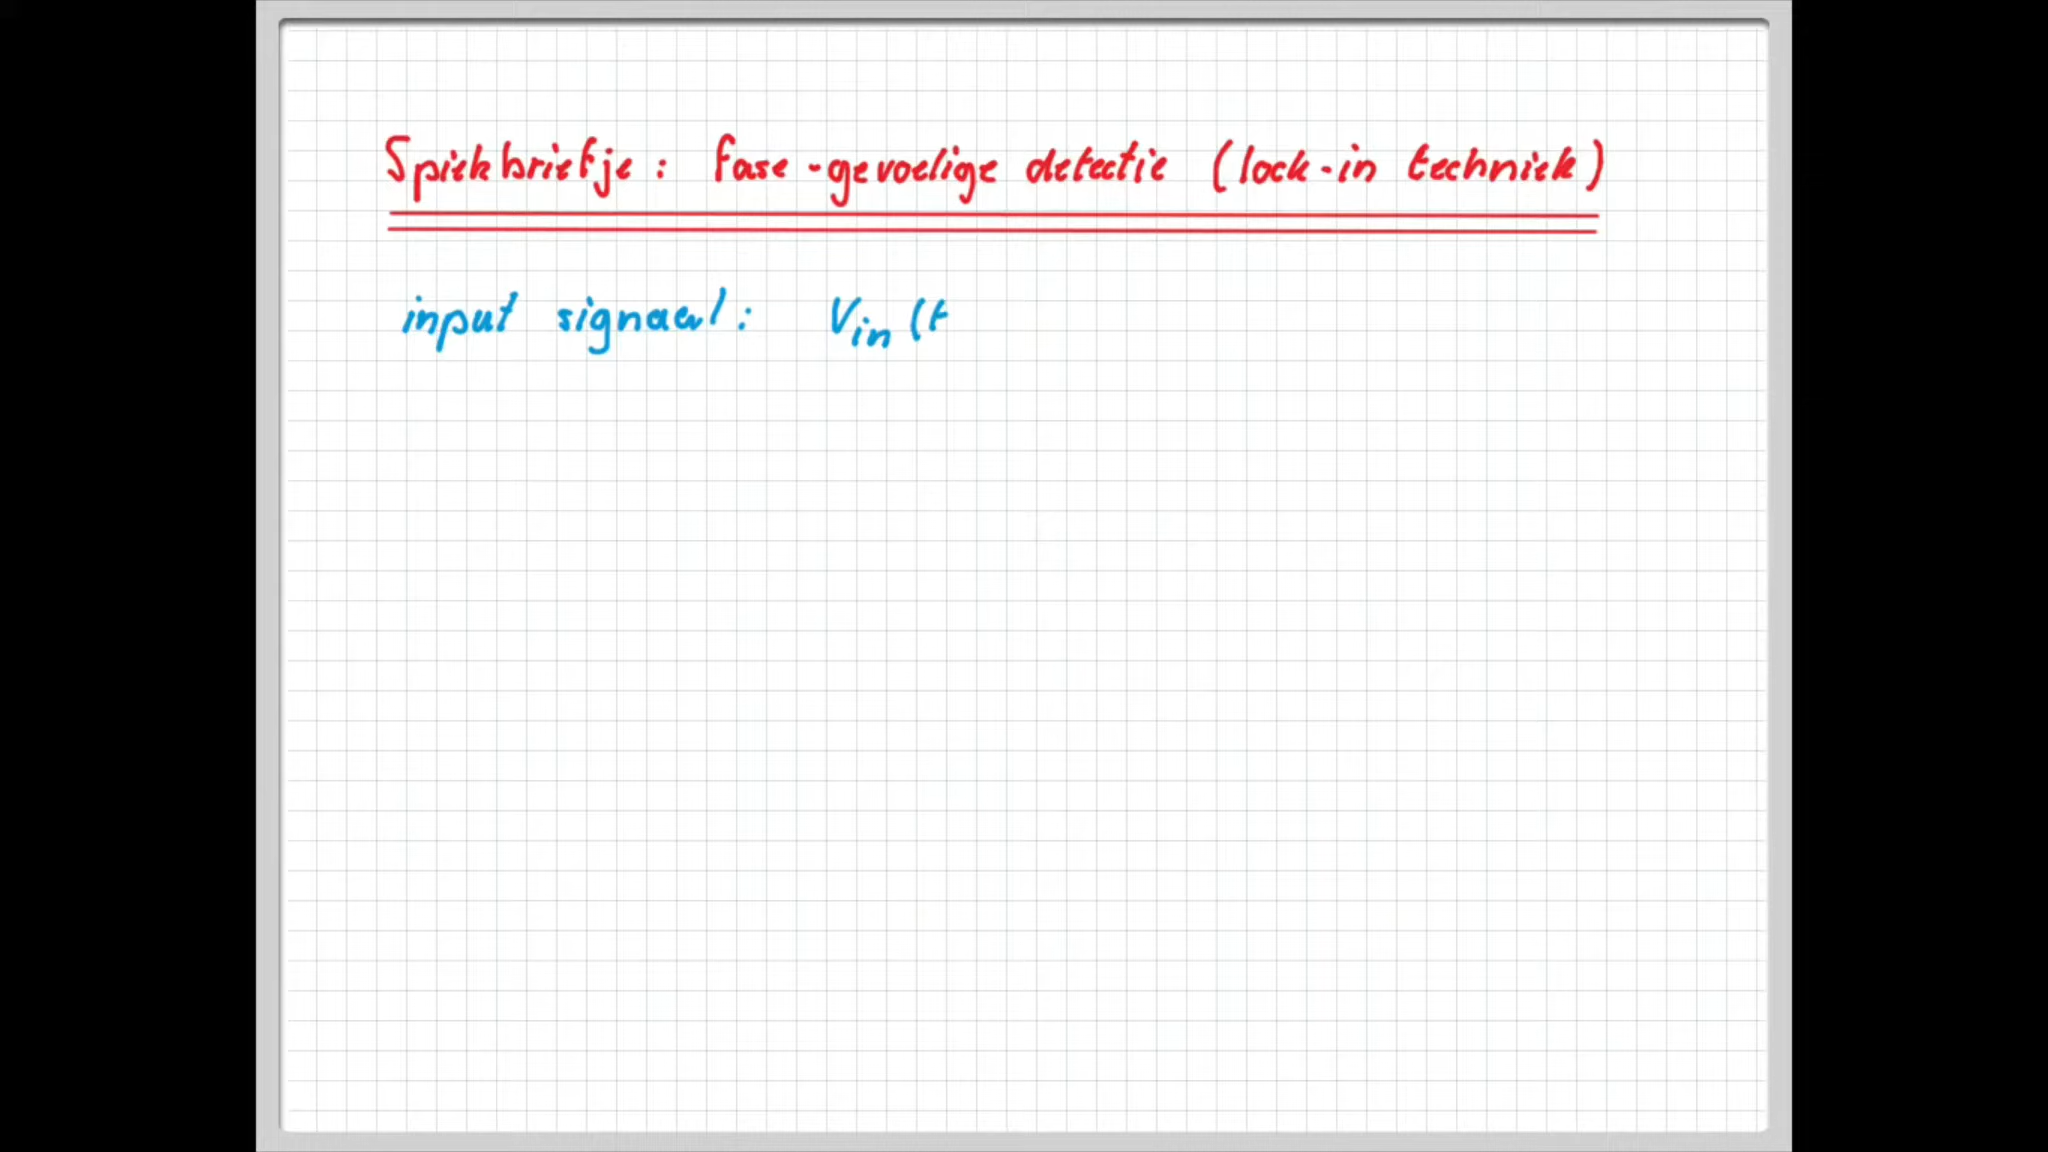 Spiekbriefje: fase-gevoelige detectie (lock-in techniek)
input signaal: Vin (t